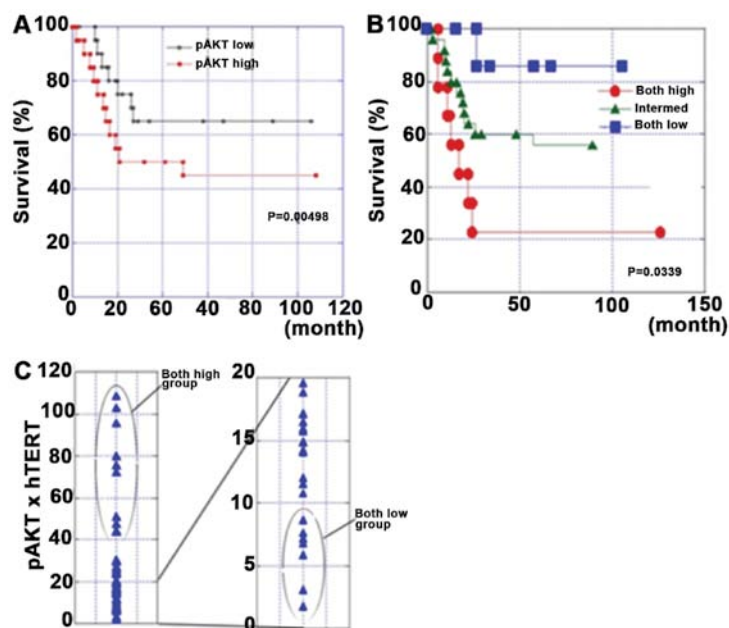 A
100
80
60
40
20
0
Survival (%)
pAKT low
pAKT high
P=0.00498
0 20 40 60 80 100 120
(month)
B
100
80
60
40
20
0
Survival (%)
Both high
Intermed
Both low
P=0.0339
0 50 100 150
(month)
C
120
100
80
60
40
20
0
pAKT x hTERT
Both high
group
20
15
10
5
0
Both low
group